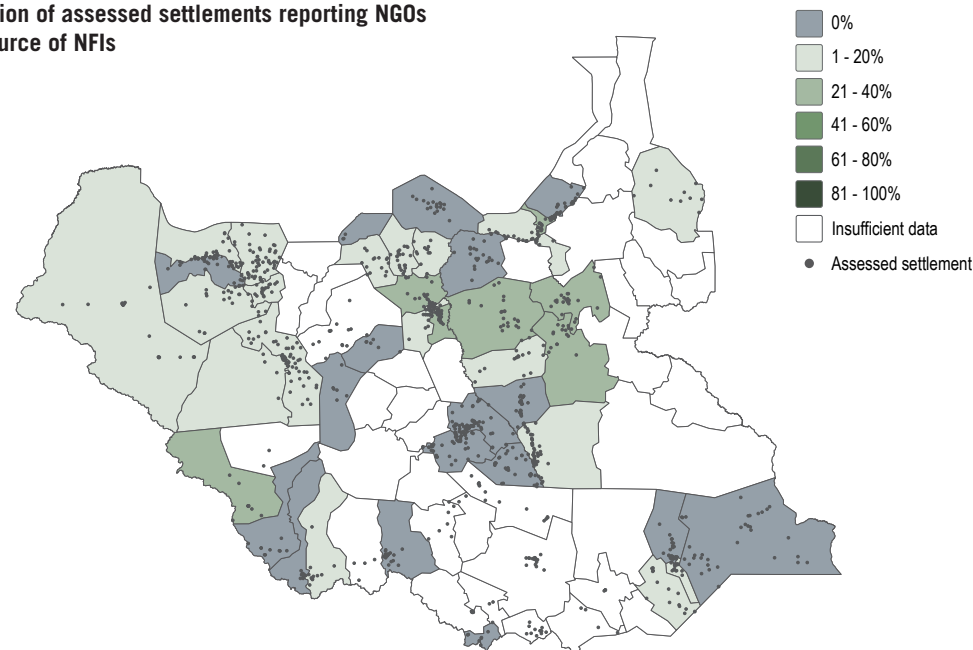 ion of assessed settlements reporting NGOs
urce of NFIs
0%
1 - 20%
21 - 40%
41 - 60%
61 - 80%
81 - 100%
Insufficient data
Assessed settlement